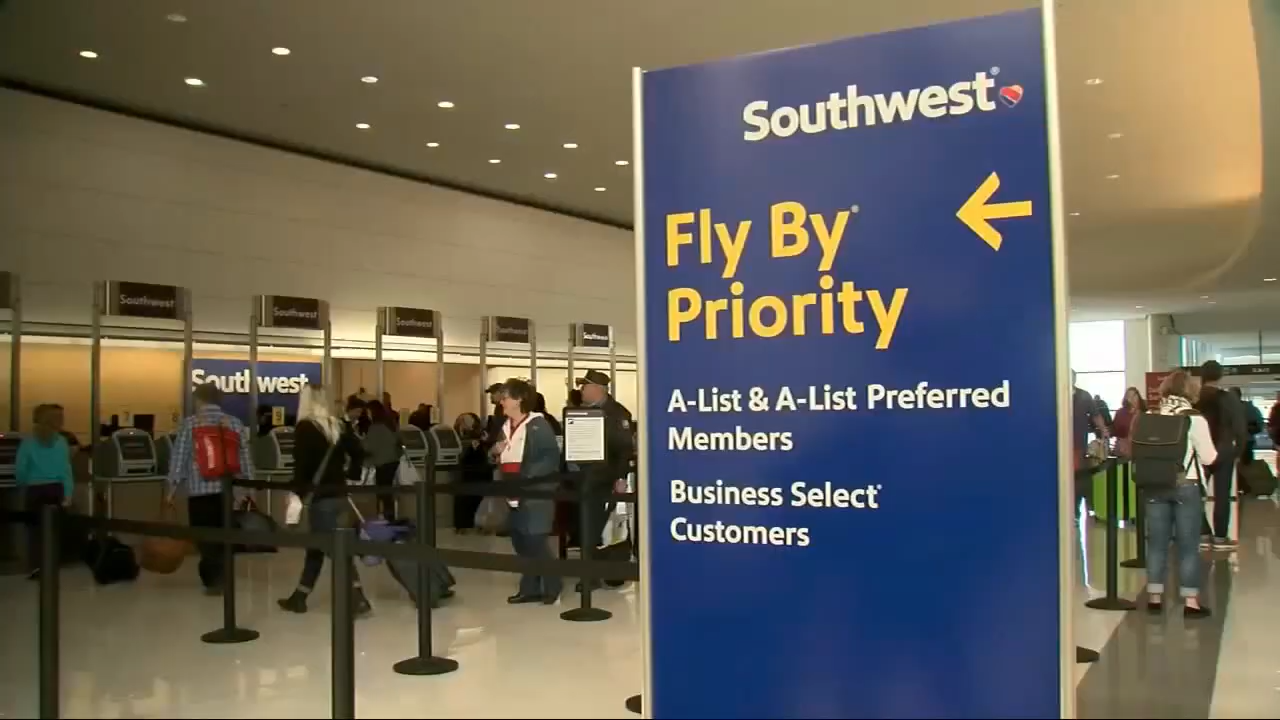 Southwest®
Fly By®
Priority
A-List & A-List Preferred
Members
Business Select®
Customers
Southwest
Southwest
Southwest
Southwest
Southwest
Southwest